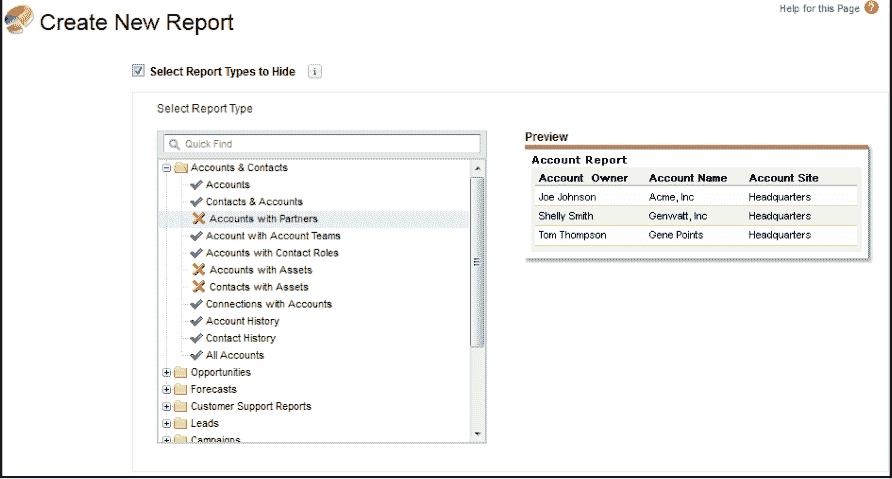 Help for this Page ?
Create New Report
Select Report Types to Hide i
Select Report Type
Quick Find
Accounts & Contacts
Accounts
Contacts & Accounts
Accounts with Partners
Account with Account Teams
Accounts with Contact Roles
Accounts with Assets
Contacts with Assets
Connections with Accounts
Account History
Contact History
All Accounts
Opportunities
Forecasts
Customer Support Reports
Leads
Campaigns
Preview
Account Report
Account Owner Account Name Account Site
Joe Johnson Acme, Inc Headquarters
Shelly Smith Genwatt, Inc Headquarters
Tom Thompson Gene Points Headquarters